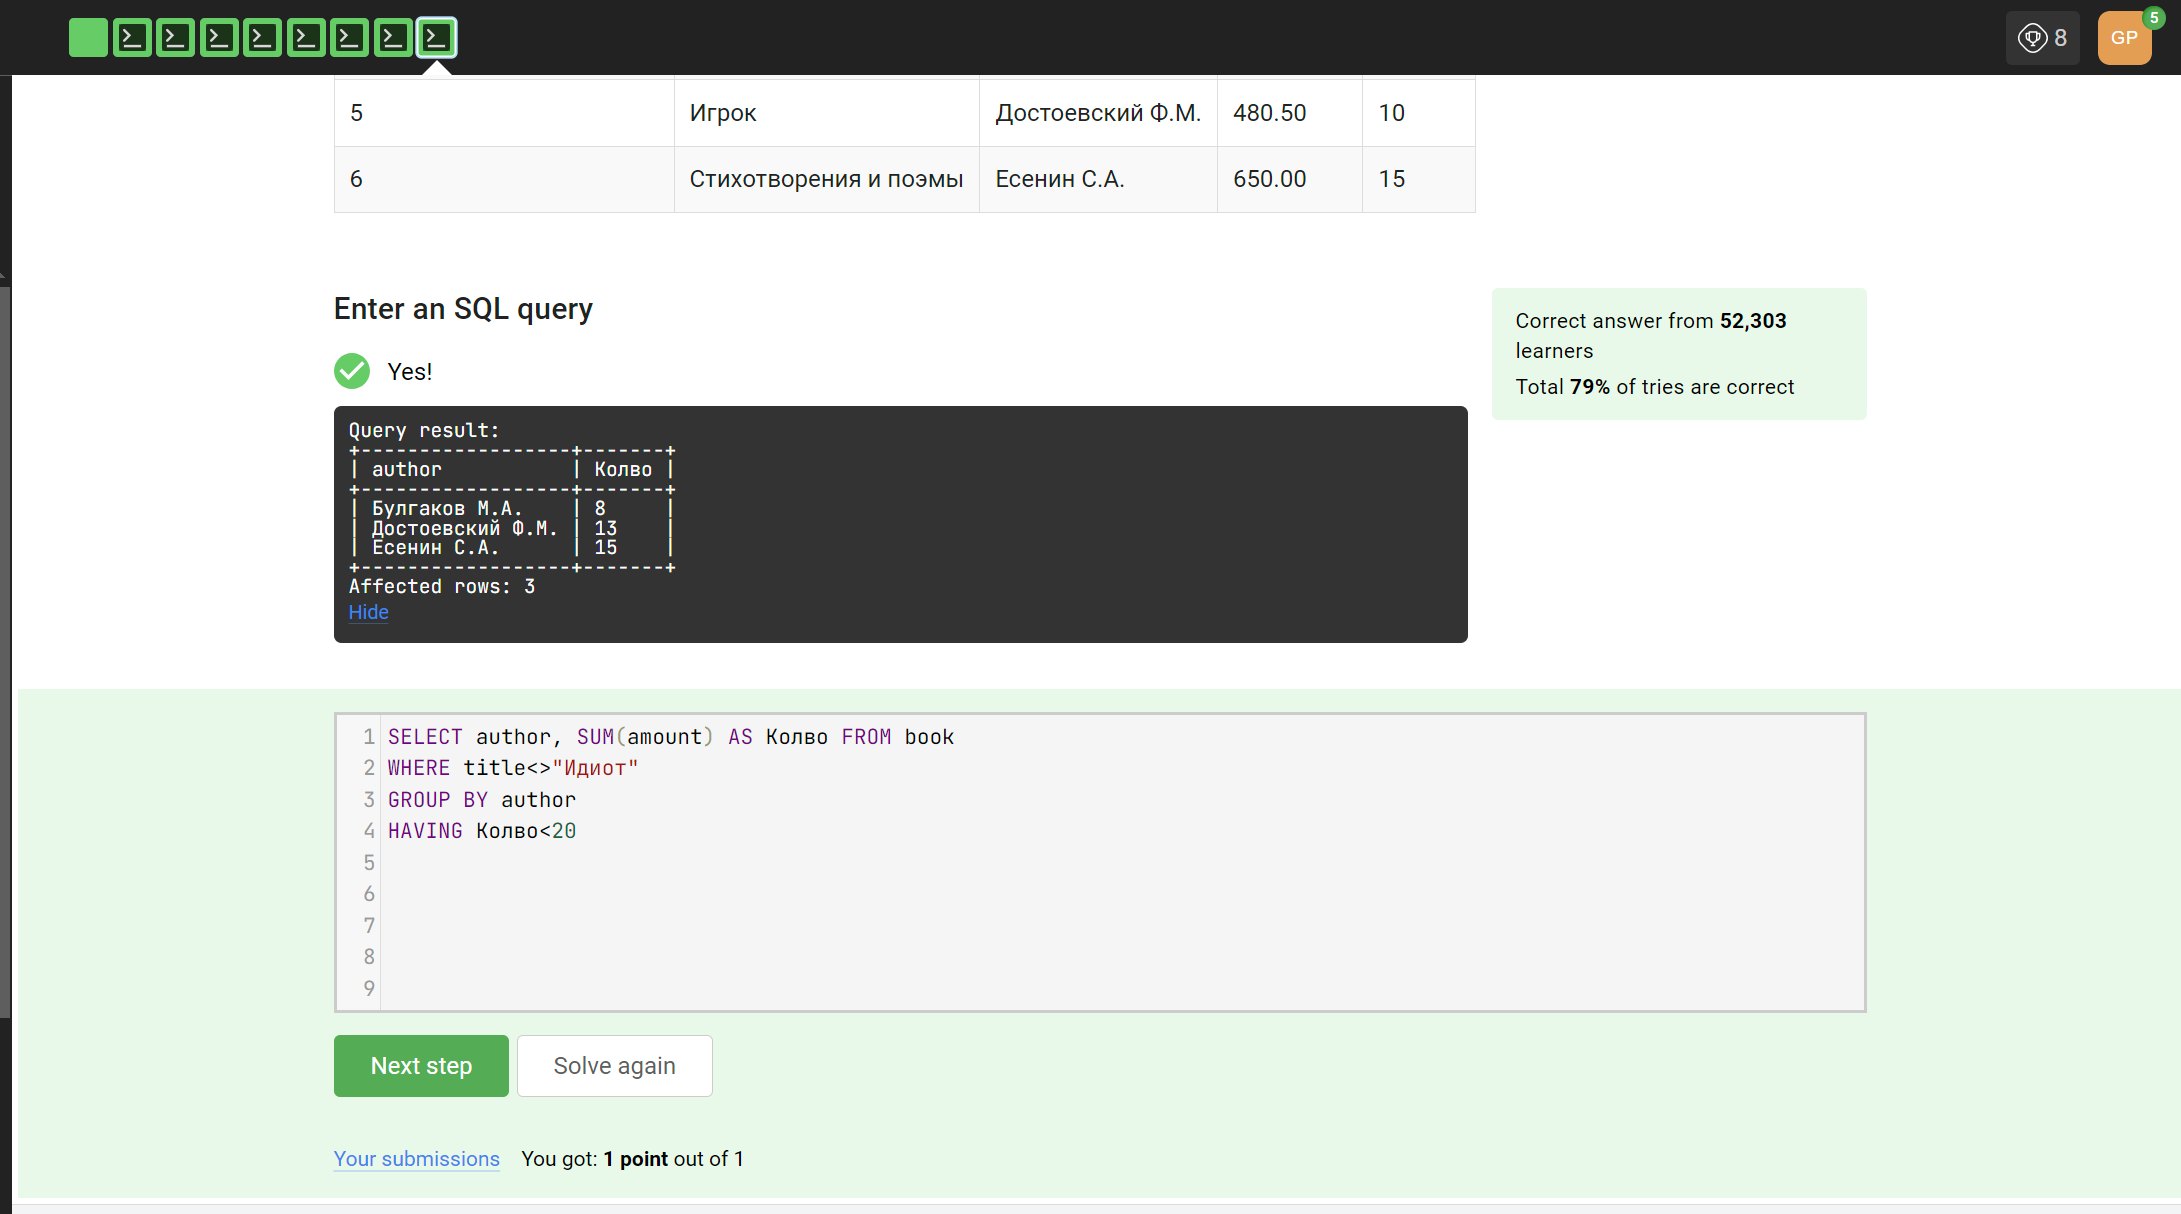 8
GP
5
5 Игрок Достоевский Ф.М. 480.50 10
6 Стихотворения и поэмы Есенин С.А. 650.00 15
Enter an SQL query
Yes!
Query result:
+------------------+-------+
| author | Колво |
+------------------+-------+
| Булгаков М.А. | 8 |
| Достоевский Ф.М. | 13 |
| Есенин С.А. | 15 |
+------------------+-------+
Affected rows: 3
Hide
Correct answer from 52,303
learners
Total 79% of tries are correct
1 SELECT author, SUM(amount) AS Колво FROM book
2 WHERE title<>"Идиот"
3 GROUP BY author
4 HAVING Колво<20
5
6
7
8
9
Next step
Solve again
Your submissions You got: 1 point out of 1